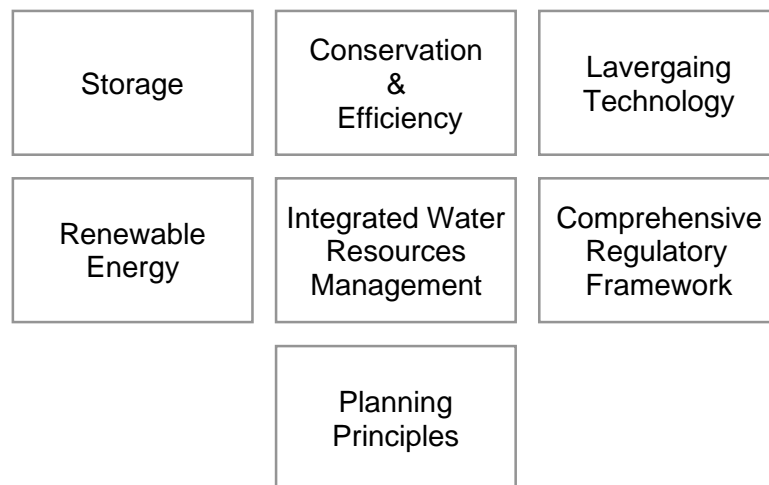 Storage
Conservation
&
Efficiency
Lavergaing
Technology
Renewable
Energy
Integrated Water
Resources
Management
Comprehensive
Regulatory
Framework
Planning
Principles